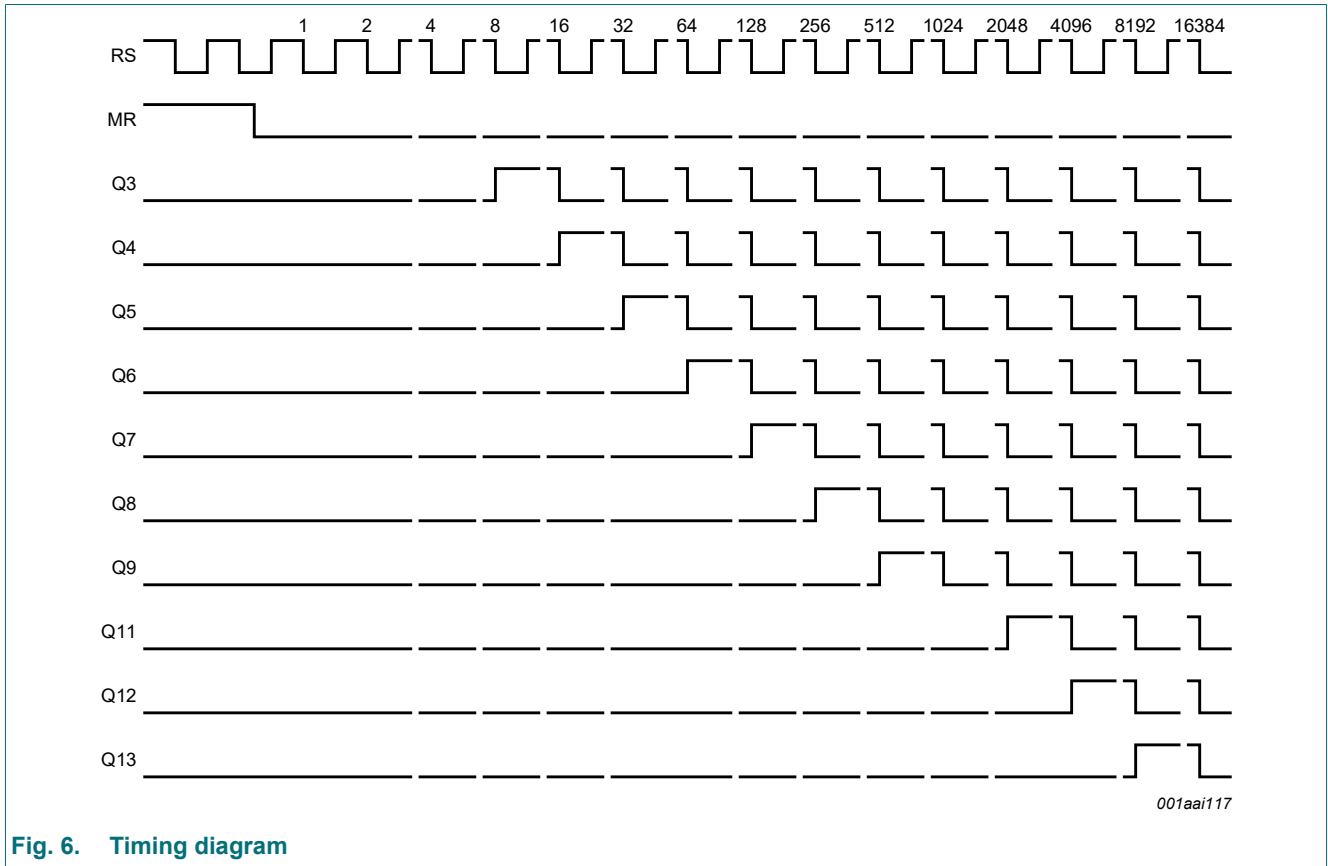 1 2 4 8 16 32 64 128 256 512 1024 2048 4096 8192 16384
RS
MR
Q3
Q4
Q5
Q6
Q7
Q8
Q9
Q11
Q12
Q13
001aai117
Fig. 6. Timing diagram